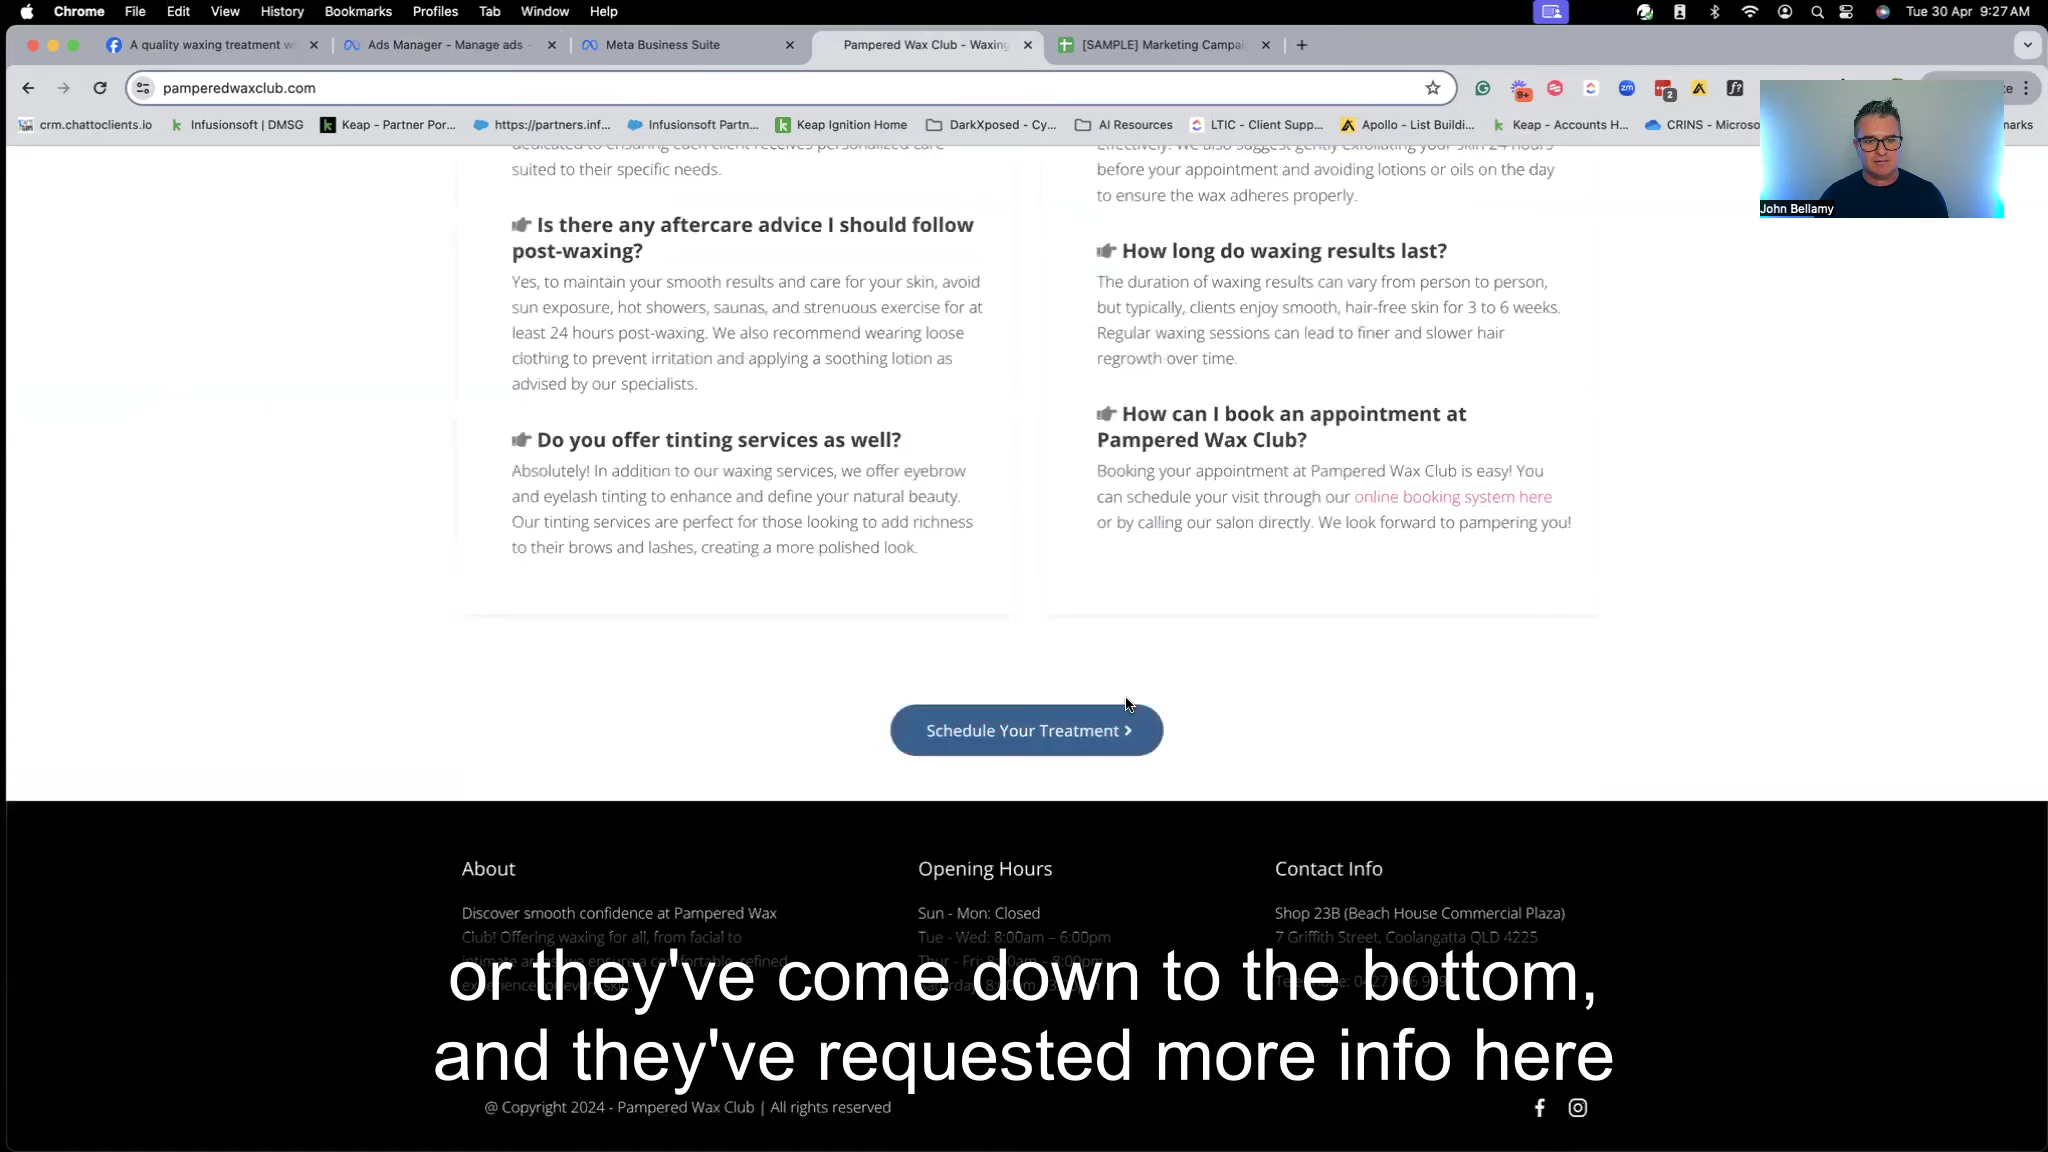 Chrome File Edit View History Bookmarks Profiles Tab Window Help
Tue 30 Apr 9:27 AM
A quality waxing treatment w
Ads Manager - Manage ads -
Meta Business Suite
Pampered Wax Club - Waxing
[SAMPLE] Marketing Campai
pamperedwaxclub.com
9+
zm
2
f?
te
crm.chattoclients.io
Infusionsoft | DMSG
Keap - Partner Por...
https://partners.inf...
Infusionsoft Partn...
Keap Ignition Home
DarkXposed - Cy...
AI Resources
LTIC - Client Supp...
Apollo - List Buildi...
Keap - Accounts H...
CRINS - Microso
marks
John Bellamy
dedicated to ensuring each client receives personalized care
suited to their specific needs.
Is there any aftercare advice I should follow
post-waxing?
Yes, to maintain your smooth results and care for your skin, avoid
sun exposure, hot showers, saunas, and strenuous exercise for at
least 24 hours post-waxing. We also recommend wearing loose
clothing to prevent irritation and applying a soothing lotion as
advised by our specialists.
Do you offer tinting services as well?
Absolutely! In addition to our waxing services, we offer eyebrow
and eyelash tinting to enhance and define your natural beauty.
Our tinting services are perfect for those looking to add richness
to their brows and lashes, creating a more polished look.
effectively. We also suggest gently exfoliating your skin 24 hours
before your appointment and avoiding lotions or oils on the day
to ensure the wax adheres properly.
How long do waxing results last?
The duration of waxing results can vary from person to person,
but typically, clients enjoy smooth, hair-free skin for 3 to 6 weeks.
Regular waxing sessions can lead to finer and slower hair
regrowth over time.
How can I book an appointment at
Pampered Wax Club?
Booking your appointment at Pampered Wax Club is easy! You
can schedule your visit through our online booking system here
or by calling our salon directly. We look forward to pampering you!
Schedule Your Treatment
About
Discover smooth confidence at Pampered Wax
Club! Offering waxing for all, from facial to
Opening Hours
Sun - Mon: Closed
Tue - Wed: 8:00am – 6:00pm
Contact Info
Shop 23B (Beach House Commercial Plaza)
7 Griffith Street, Coolangatta QLD 4225
or they've come down to the bottom,
and they've requested more info here
@ Copyright 2024 - Pampered Wax Club | All rights reserved